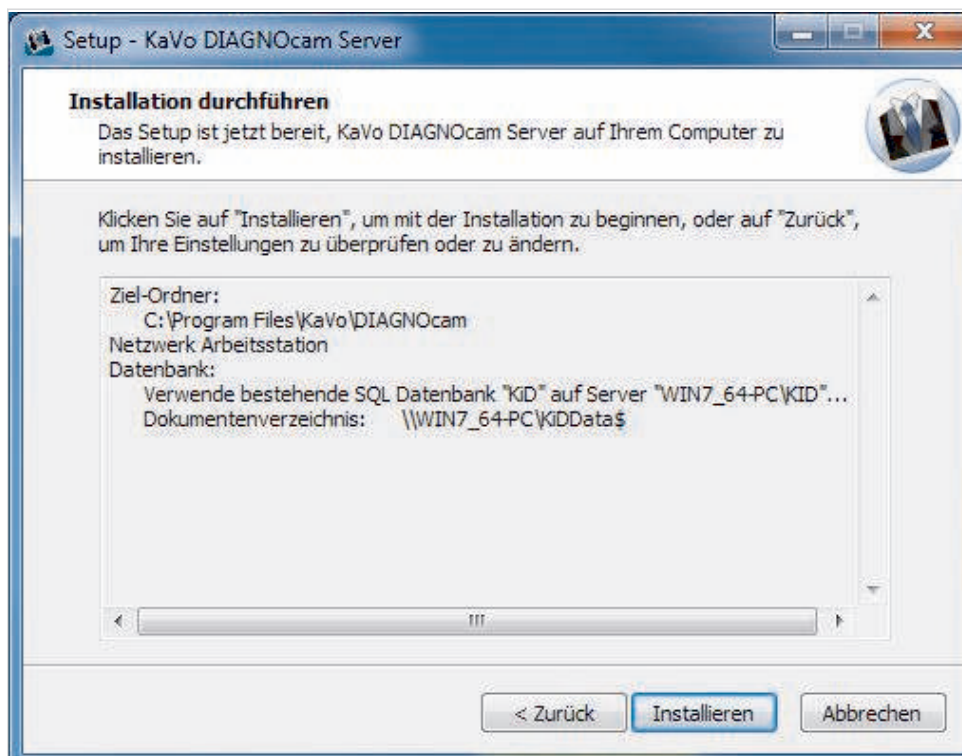 Setup - KaVo DIAGNOcam Server
Installation durchführen
Das Setup ist jetzt bereit, KaVo DIAGNOcam Server auf Ihrem Computer zu
installieren.
Klicken Sie auf "Installieren", um mit der Installation zu beginnen, oder auf "Zurück",
um Ihre Einstellungen zu überprüfen oder zu ändern.
Ziel-Ordner:
C:\Program Files\KaVo\DIAGNOcam
Netzwerk Arbeitsstation
Datenbank:
Verwende bestehende SQL Datenbank "KiD" auf Server "WIN7_64-PC\KID"...
Dokumentenverzeichnis: \\WIN7_64-PC\KiDData$
< Zurück Installieren Abbrechen